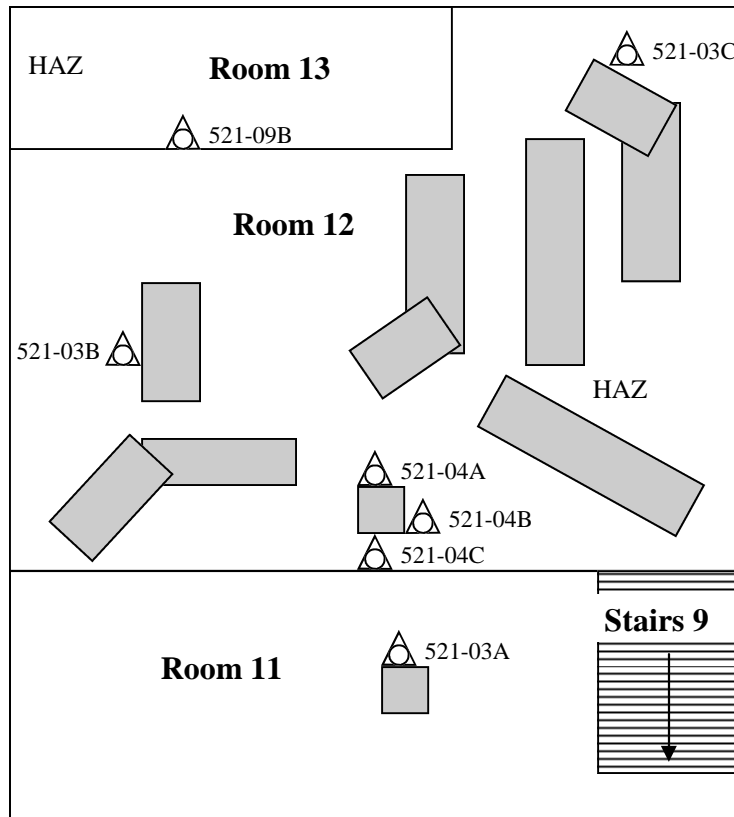 HAZ
Room 13
521-03C
521-09B
Room 12
521-03B
HAZ
521-04A
521-04B
521-04C
Stairs 9
Room 11
521-03A